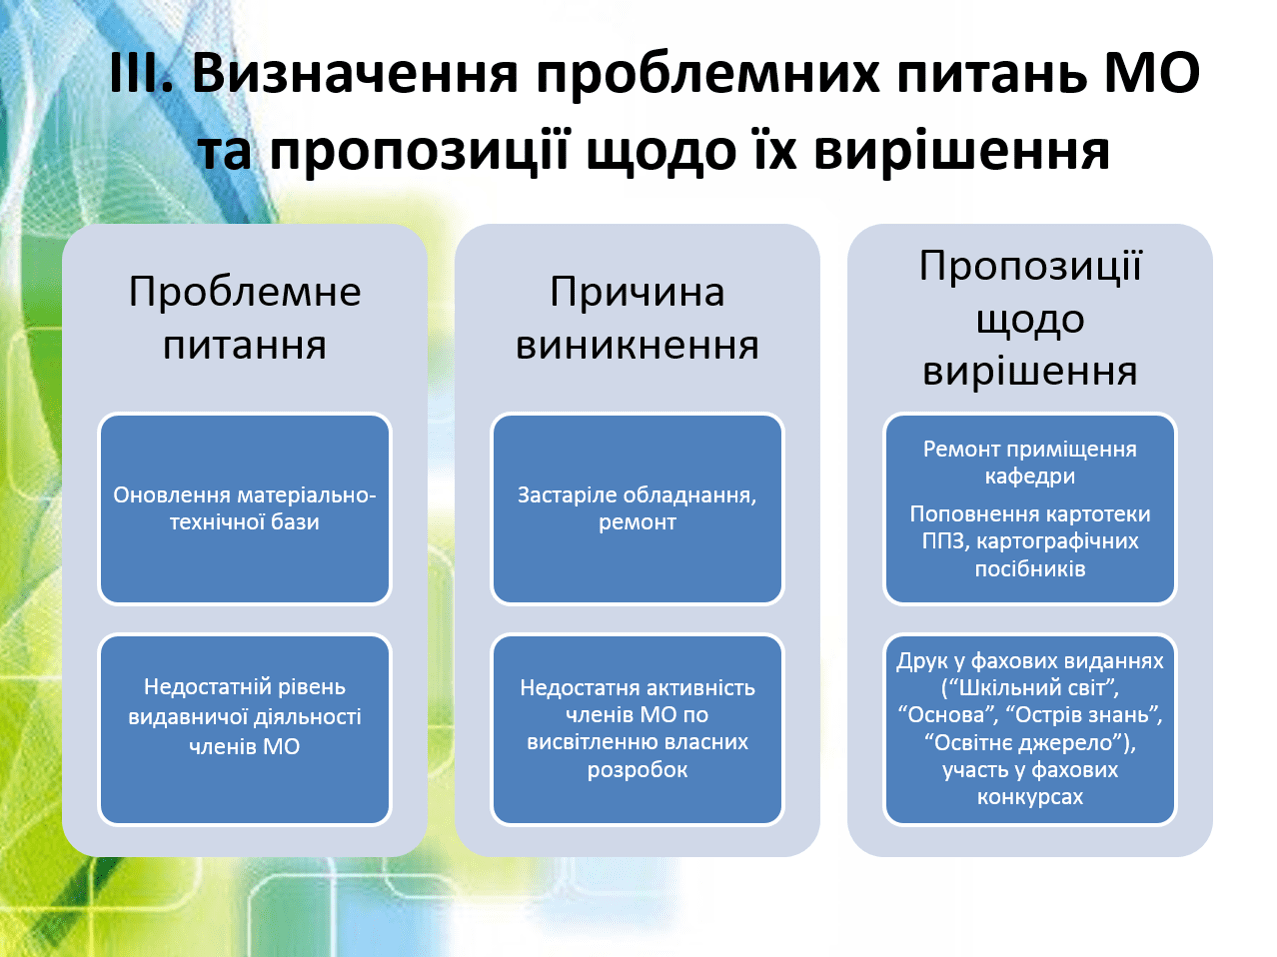 ІІІ. Визначення проблемних питань МО
та пропозиції щодо їх вирішення
Проблемне
питання
Оновлення матеріально-
технічної бази
Недостатній рівень
видавничої діяльності
членів МО
Причина
виникнення
Застаріле обладнання,
ремонт
Недостатня активність
членів МО по
висвітленню власних
розробок
Пропозиції
щодо
вирішення
Ремонт приміщення
кафедри
Поповнення картотеки
ППЗ, картографічних
посібників
Друк у фахових виданнях
(“Шкільний світ”,
“Основа”, “Острів знань”,
“Освітнє джерело”),
участь у фахових
конкурсах